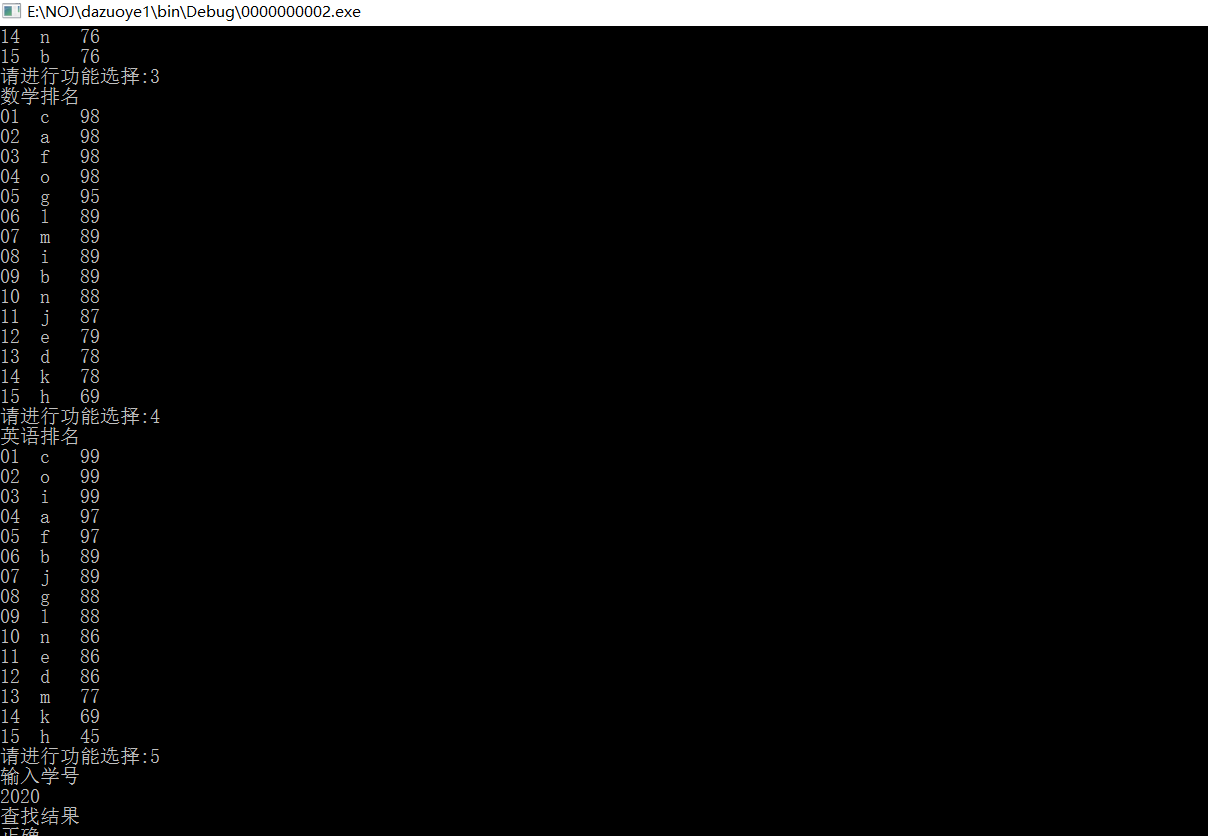 E:\NOJ\dazuoye1\bin\Debug\0000000002.exe
14 n 76
15 b 76
请进行功能选择:3
数学排名
01 c 98
02 a 98
03 f 98
04 o 98
05 g 95
06 l 89
07 m 89
08 i 89
09 b 89
10 n 88
11 j 87
12 e 79
13 d 78
14 k 78
15 h 69
请进行功能选择:4
英语排名
01 c 99
02 o 99
03 i 99
04 a 97
05 f 97
06 b 89
07 j 89
08 g 88
09 l 88
10 n 86
11 e 86
12 d 86
13 m 77
14 k 69
15 h 45
请进行功能选择:5
输入学号
2020
查找结果
正确